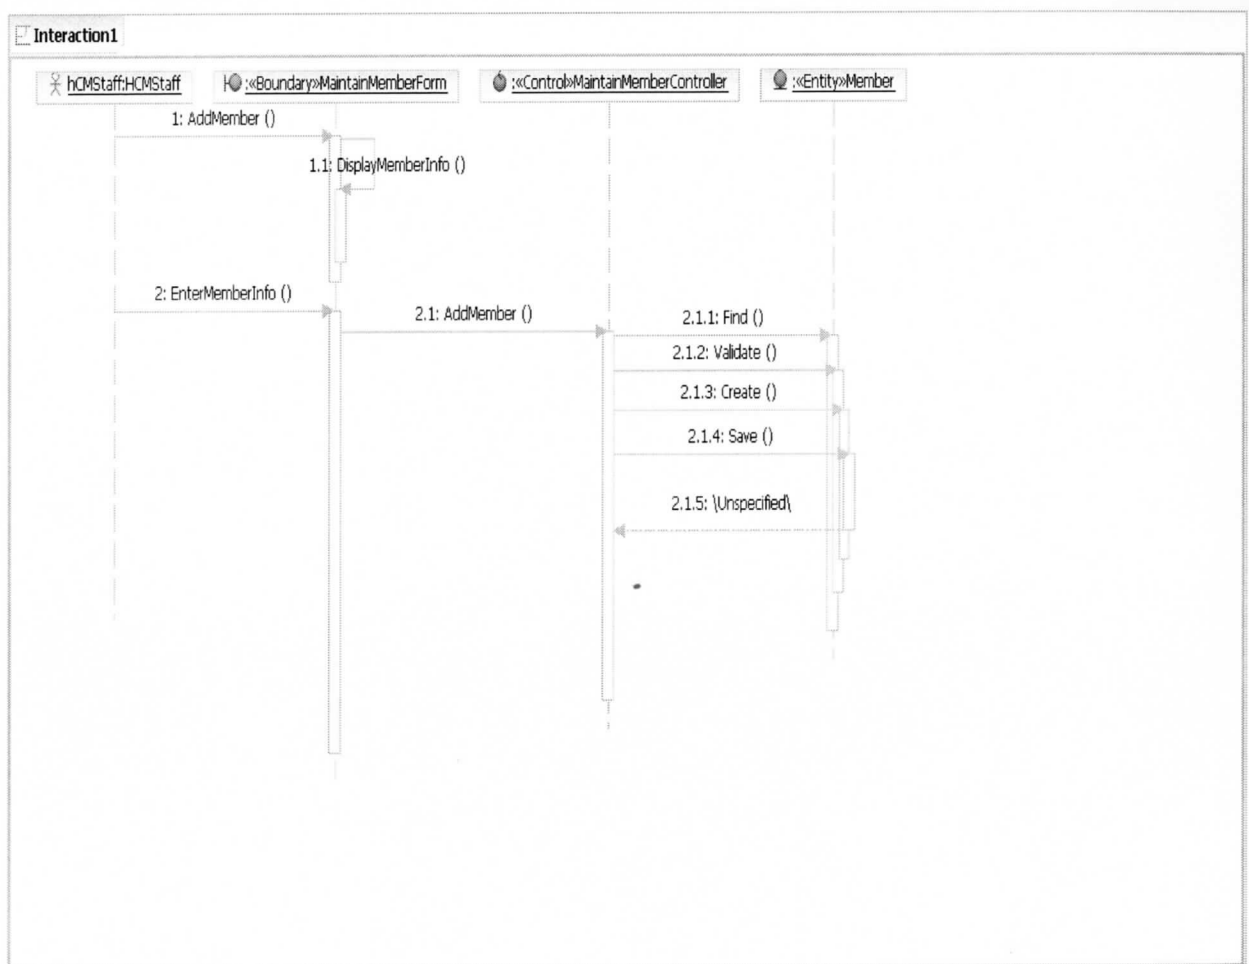 Interaction1
hCMStaff:HCMStaff
:«Boundary»MaintainMemberForm
:«Control»MaintainMemberController
:«Entity»Member
1: AddMember ()
1.1: DisplayMemberInfo ()
2: EnterMemberInfo ()
2.1: AddMember ()
2.1.1: Find ()
2.1.2: Validate ()
2.1.3: Create ()
2.1.4: Save ()
2.1.5: \Unspecified\